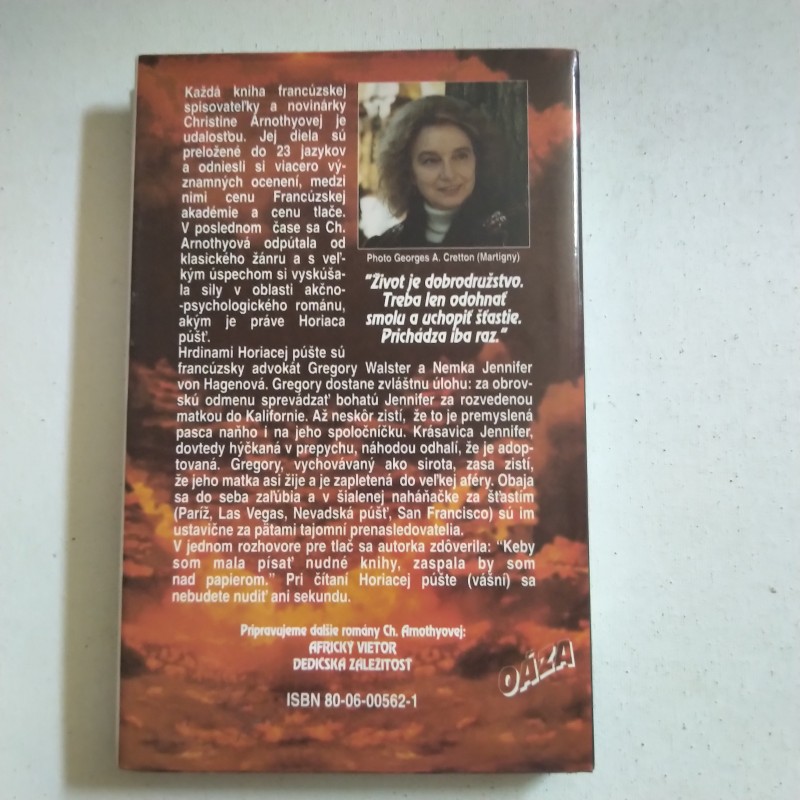 Každá kniha francúzskej
spisovateľky a novinárky
Christine Arnothyovej je
udalosťou. Jej diela sú
preložené do 23 jazykov
a odniesli si viacero vý-
znamných ocenení, medzi
nimi cenu Francúzskej
akadémie a cenu tlače.
V poslednom čase sa Ch.
Arnothyová odpútala od
klasického žánru a s veľ-
kým úspechom si vyskúša-
la sily v oblasti akčno-
-psychologického románu,
akým je práve Horiaca
púšť.
Photo Georges A. Cretton (Martigny)
"Život je dobrodružstvo.
Treba len odohnať
smolu a uchopiť šťastie.
Prichádza iba raz."
Hrdinami Horiacej púšte sú
francúzsky advokát Gregory Walster a Nemka Jennifer
von Hagenová. Gregory dostane zvláštnu úlohu: za obrov-
skú odmenu sprevádzať bohatú Jennifer za rozvedenou
matkou do Kalifornie. Až neskôr zistí, že to je premyslená
pasca naňho i na jeho spoločníčku. Krásavica Jennifer,
dovtedy hýčkaná v prepychu, náhodou odhalí, že je adop-
tovaná. Gregory, vychovávaný ako sirota, zasa zistí,
že jeho matka asi žije a je zapletená do veľkej aféry. Obaja
sa do seba zaľúbia a v šialenej naháňačke za šťastím
(Paríž, Las Vegas, Nevadská púšť, San Francisco) sú im
ustavične za pätami tajomní prenasledovatelia.
V jednom rozhovore pre tlač sa autorka zdôverila: "Keby
som mala písať nudné knihy, zaspala by som
nad papierom." Pri čítaní Horiacej púšte (vášní) sa
nebudete nudiť ani sekundu.
Pripravujeme ďalšie romány Ch. Arnothyovej:
AFRICKÝ VIETOR
DEDIČSKÁ ZÁLEŽITOSŤ
OÁZA
ISBN 80-06-00562-1